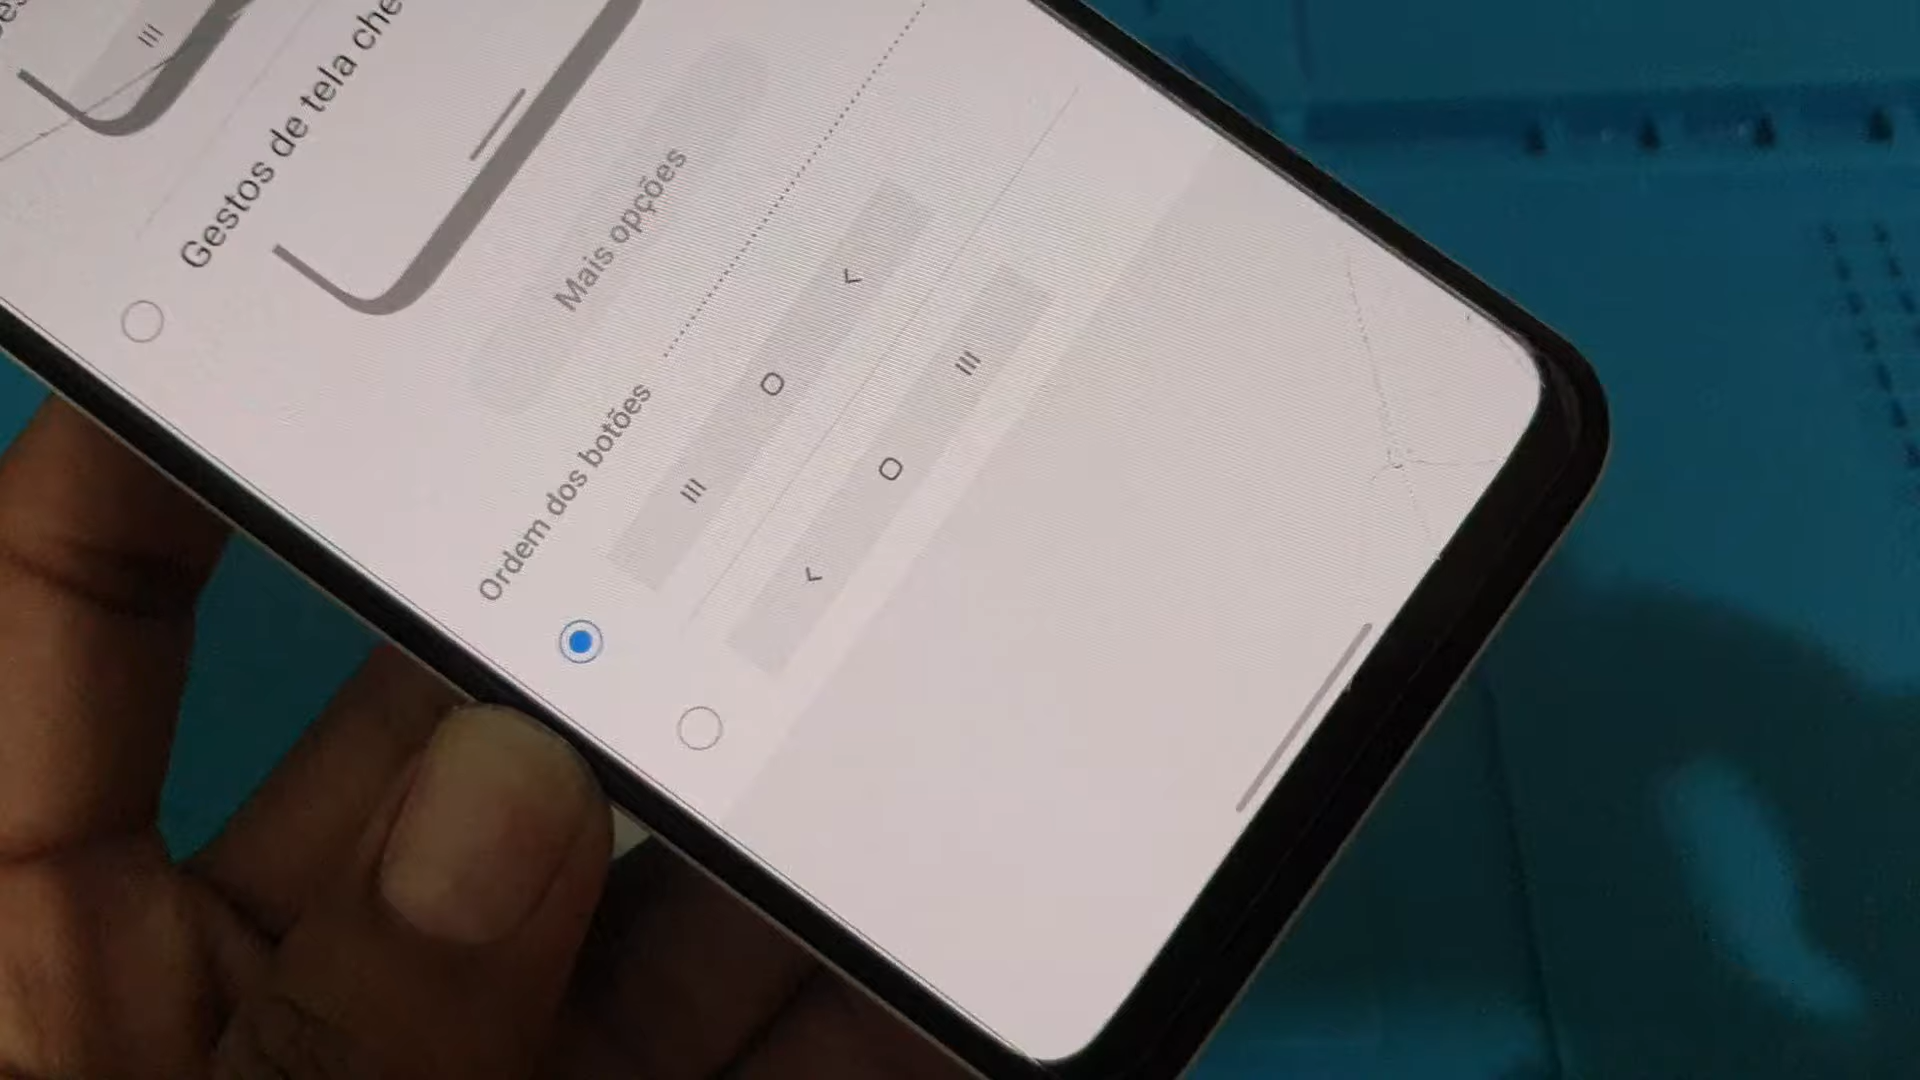 Gestos de tela che
Mais opções
Ordem dos botões